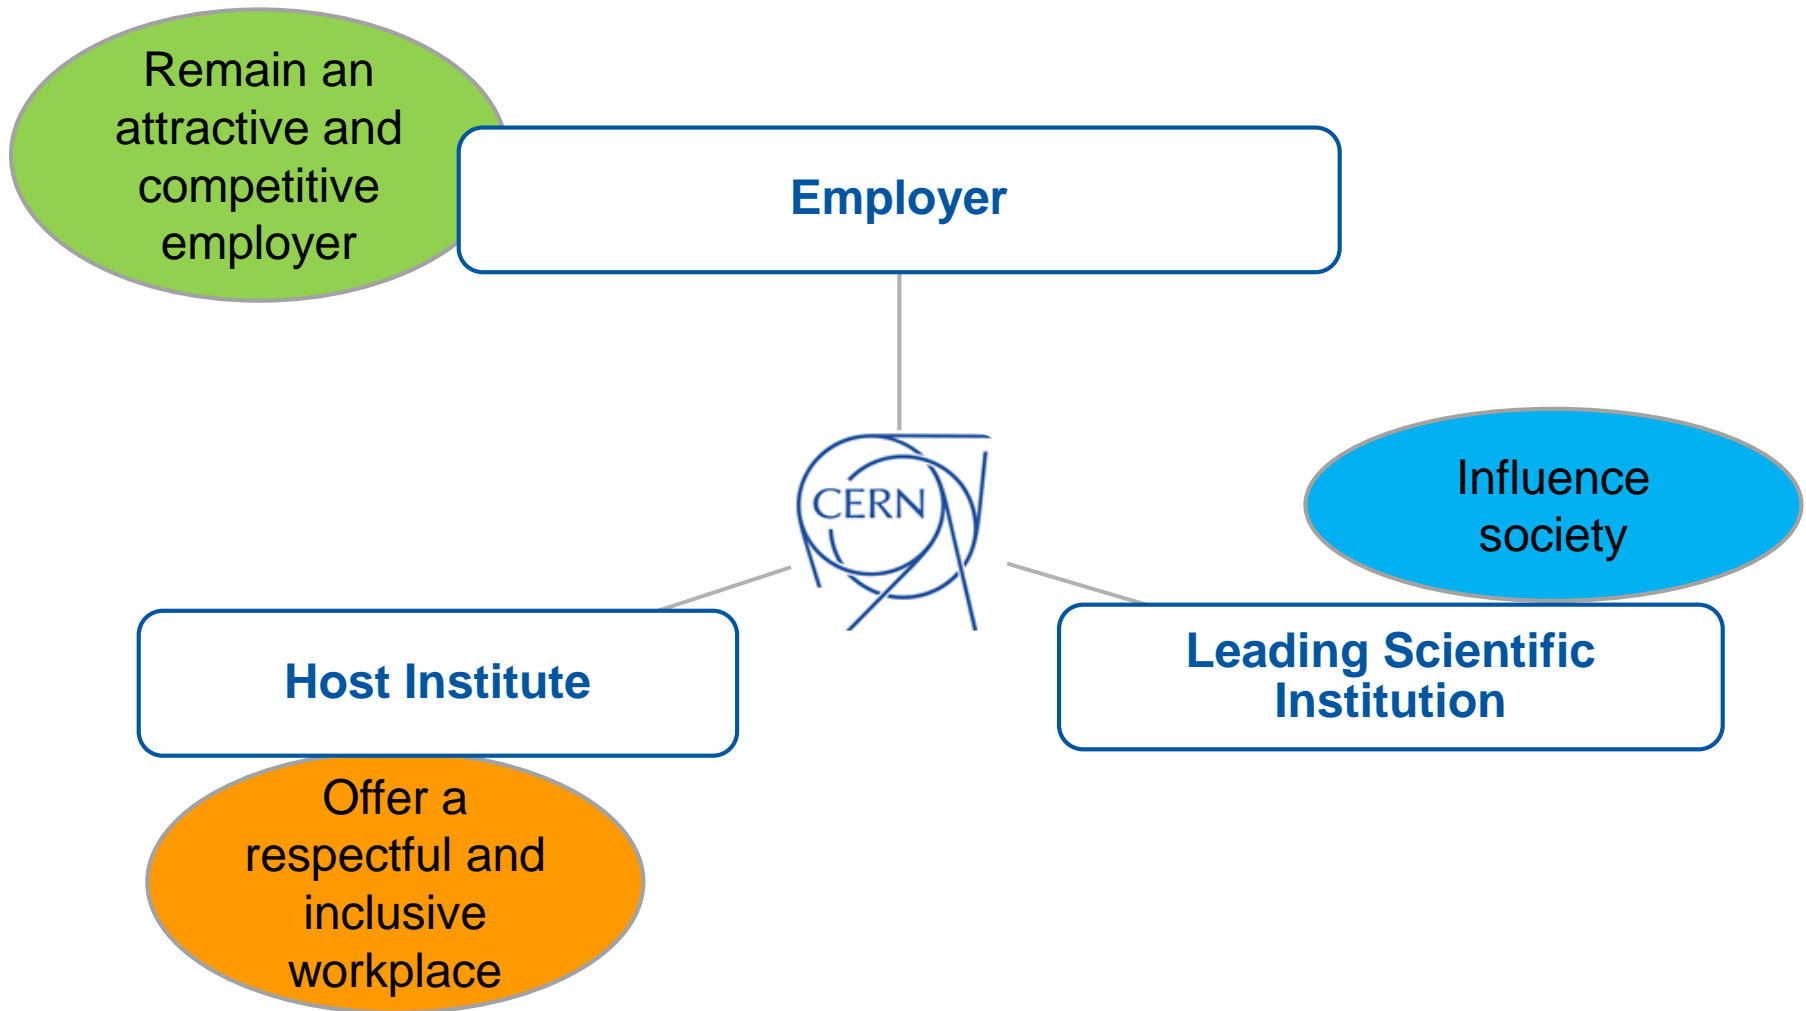 Remain an
attractive and
competitive
employer
Employer
CERN
Influence
society
Host Institute
Leading Scientific
Institution
Offer a
respectful and
inclusive
workplace